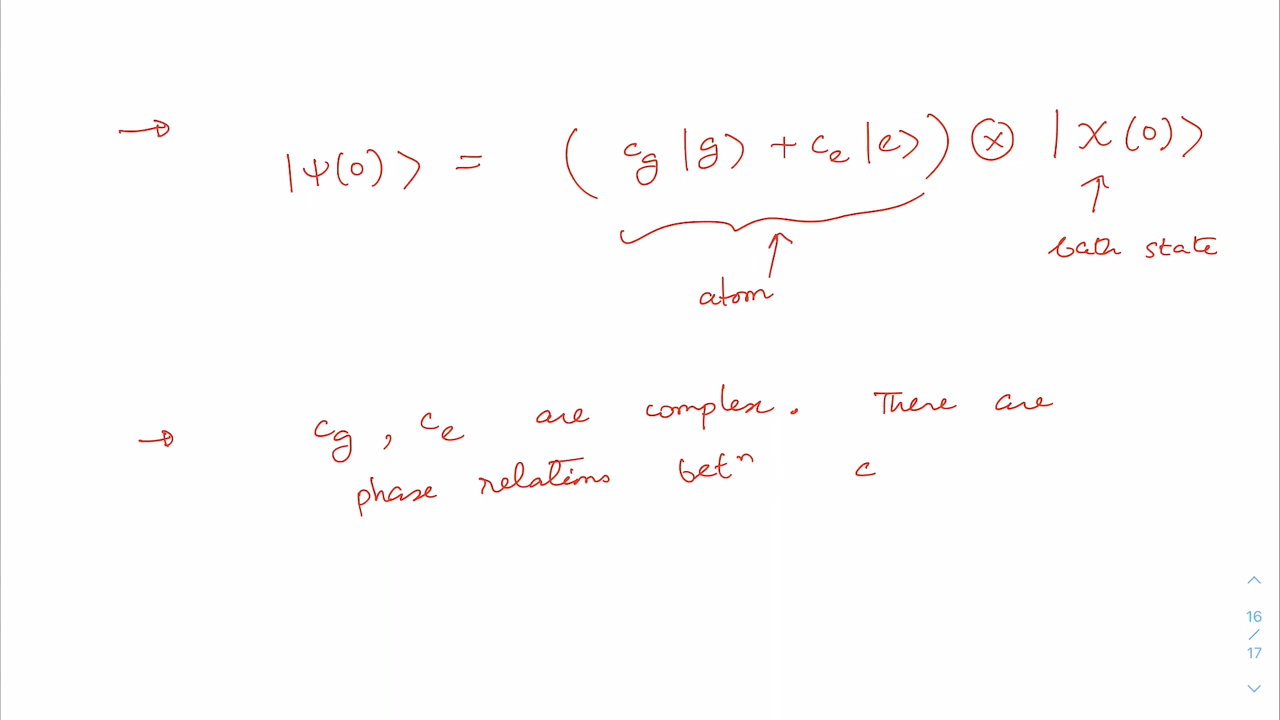 → |ψ(0)⟩ = (c_g |g⟩ + c_e |e⟩) ⊗ |χ(0)⟩
atom
bath state
→ c_g , c_e are complex. There are
phase relations betⁿ c
16
/
17